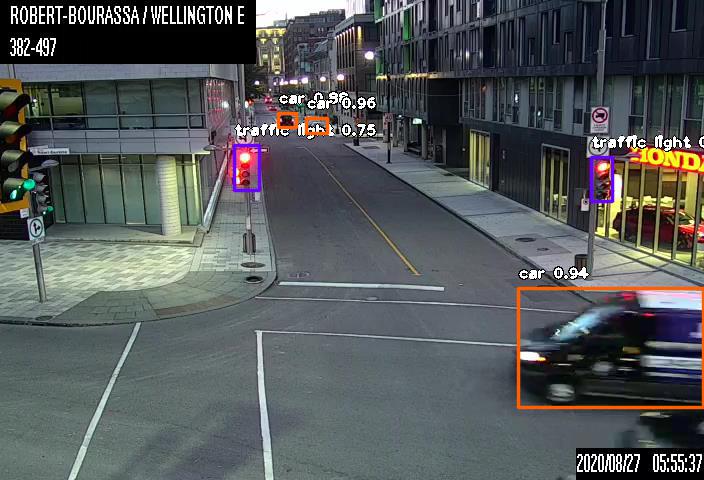 ROBERT-BOURASSA / WELLINGTON E
382-497
car 0.96
traffic light 0.75
traffic light 0
HONDA
car 0.94
2020/08/27 05:55:37